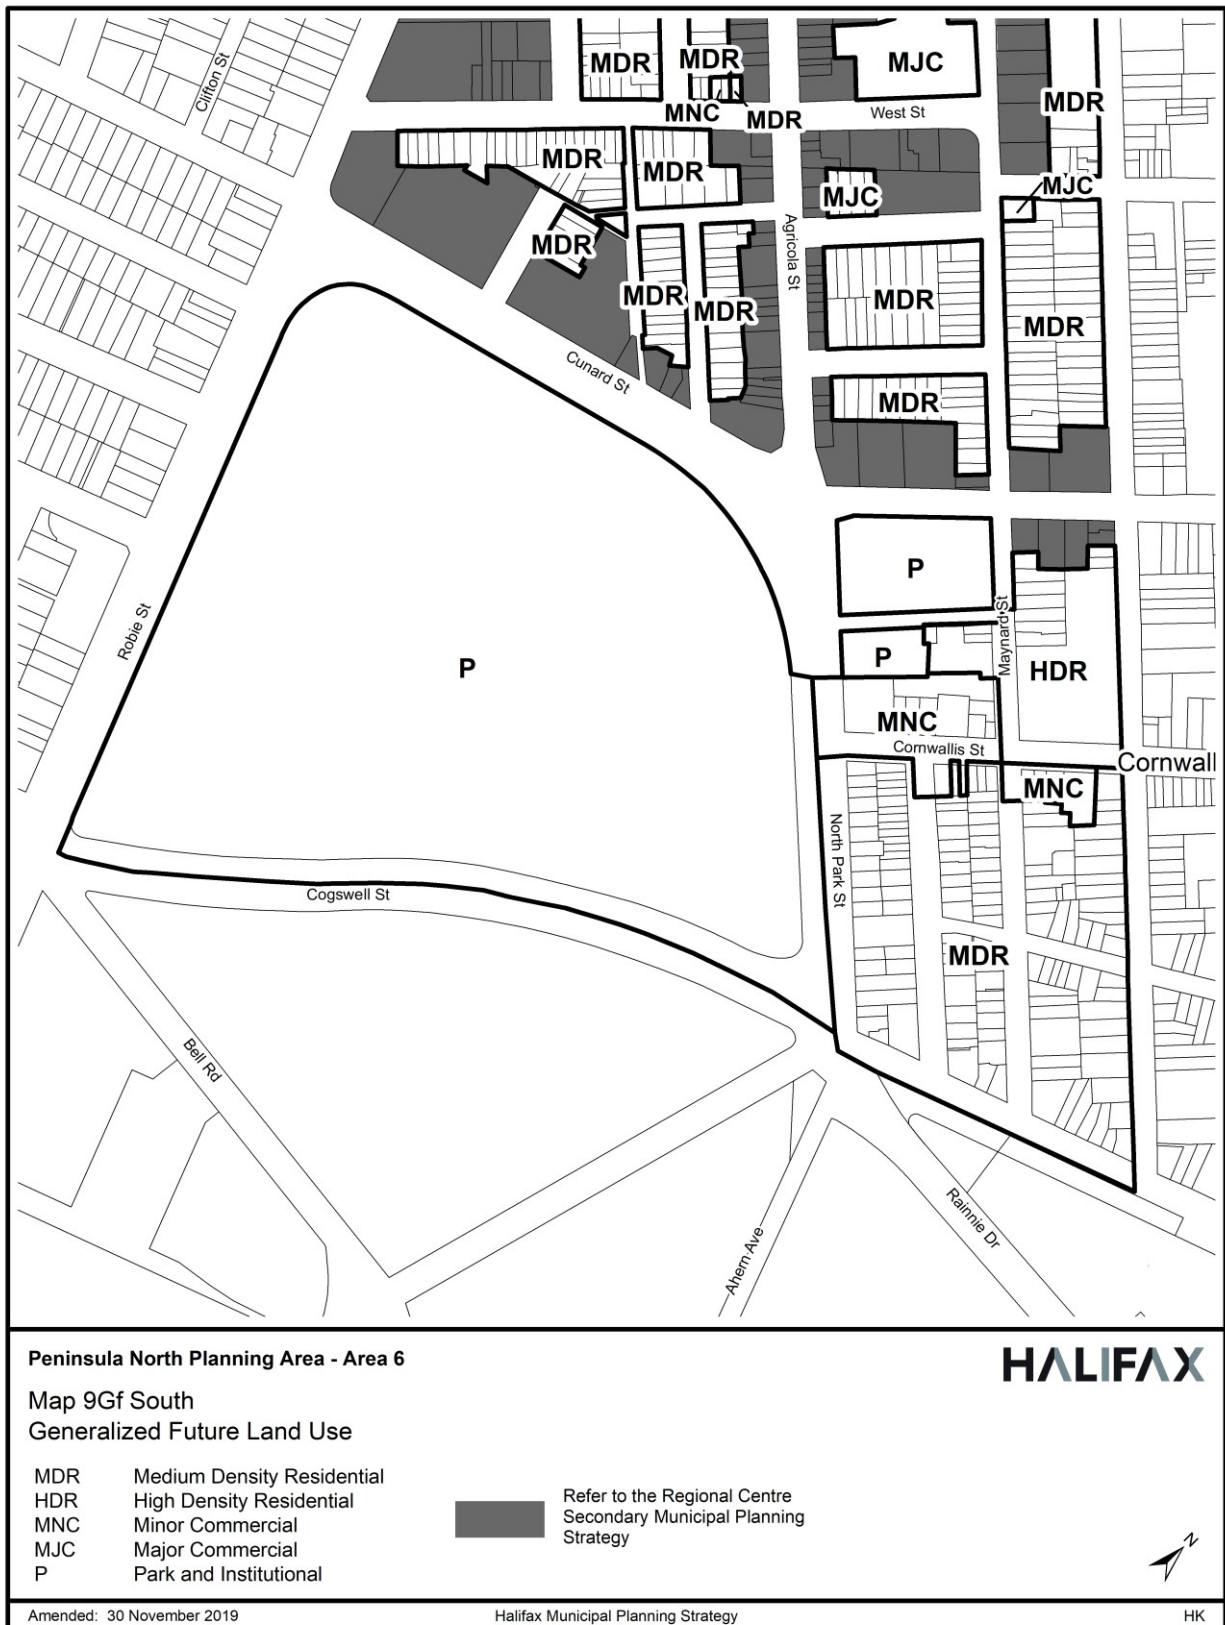 Clifton St
MDR
MDR
MJC
MDR
MNC
MDR
West St
MDR
MDR
MJC
MJC
MDR
Agricola St
MDR
MDR
MDR
MDR
Cunard St
MDR
P
Robie St
P
Maynard St
P
HDR
MNC
Cornwallis St
Cornwall
MNC
North Park St
Cogswell St
MDR
Bell Rd
Rainnie Dr
Ahern Ave
Peninsula North Planning Area - Area 6
HALIFAX
Map 9Gf South
Generalized Future Land Use
MDR Medium Density Residential
HDR High Density Residential
MNC Minor Commercial
MJC Major Commercial
P Park and Institutional
Refer to the Regional Centre
Secondary Municipal Planning
Strategy
N
Amended: 30 November 2019
Halifax Municipal Planning Strategy
HK